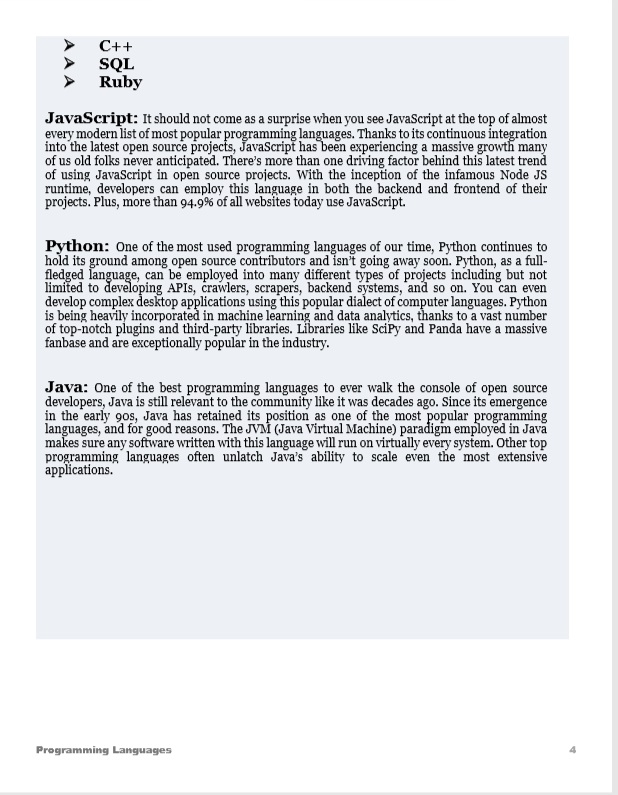 ➢ C++
➢ SQL
➢ Ruby
JavaScript: It should not come as a surprise when you see JavaScript at the top of almost
every modern list of most popular programming languages. Thanks to its continuous integration
into the latest open source projects, JavaScript has been experiencing a massive growth many
of us old folks never anticipated. There's more than one driving factor behind this latest trend
of using JavaScript in open source projects. With the inception of the infamous Node JS
runtime, developers can employ this language in both the backend and frontend of their
projects. Plus, more than 94.9% of all websites today use JavaScript.
Python: One of the most used programming languages of our time, Python continues to
hold its ground among open source contributors and isn't going away soon. Python, as a full-
fledged language, can be employed into many different types of projects including but not
limited to developing APIs, crawlers, scrapers, backend systems, and so on. You can even
develop complex desktop applications using this popular dialect of computer languages. Python
is being heavily incorporated in machine learning and data analytics, thanks to a vast number
of top-notch plugins and third-party libraries. Libraries like SciPy and Panda have a massive
fanbase and are exceptionally popular in the industry.
Java: One of the best programming languages to ever walk the console of open source
developers, Java is still relevant to the community like it was decades ago. Since its emergence
in the early 90s, Java has retained its position as one of the most popular programming
languages, and for good reasons. The JVM (Java Virtual Machine) paradigm employed in Java
makes sure any software written with this language will run on virtually every system. Other top
programming languages often unlatch Java's ability to scale even the most extensive
applications.
Programming Languages 4